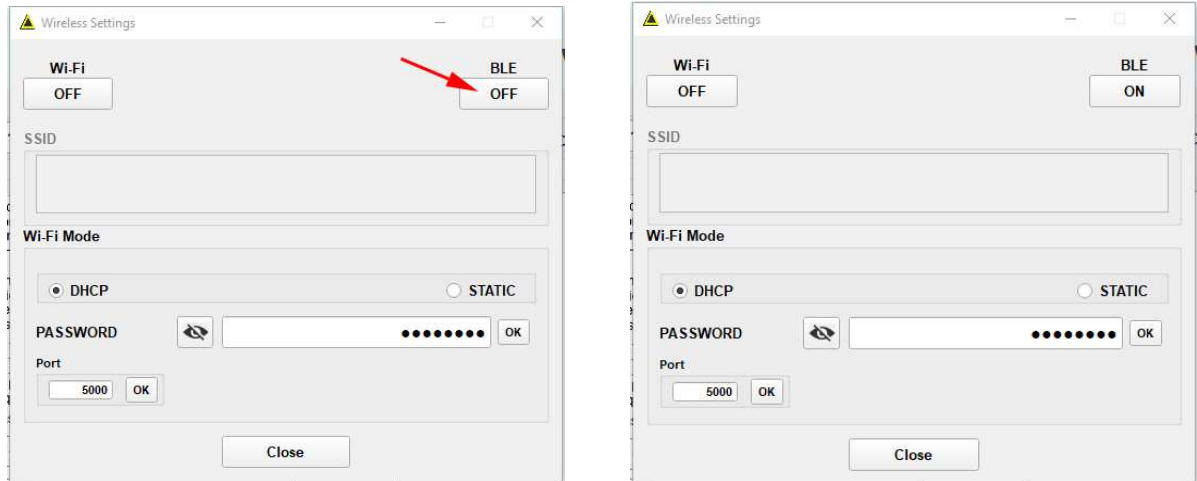 Wireless Settings
Wi-Fi BLE
OFF OFF
SSID
Wi-Fi Mode
DHCP STATIC
PASSWORD ●●●●●●●● OK
Port
5000 OK
Close
Wireless Settings
Wi-Fi BLE
OFF ON
SSID
Wi-Fi Mode
DHCP STATIC
PASSWORD ●●●●●●●● OK
Port
5000 OK
Close